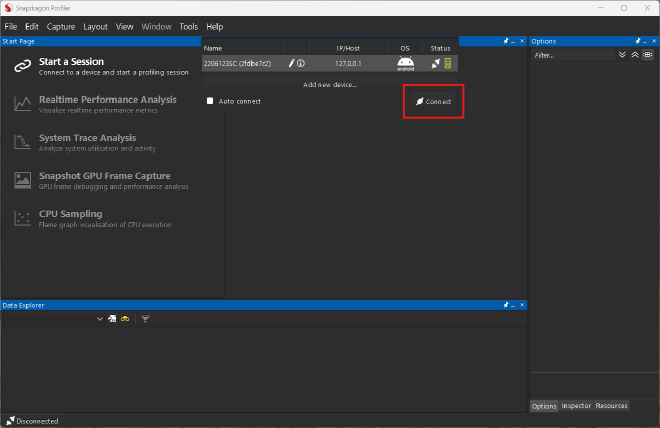 Snapdragon Profiler
File Edit Capture Layout View Window Tools Help
Start Page
Options
Start a Session
Connect to a device and start a profiling session
Realtime Performance Analysis
Visualize realtime performance metrics
System Trace Analysis
Analyze system utilization and activity
Snapshot GPU Frame Capture
GPU frame debugging and performance analysis
CPU Sampling
Flame graph visualization of CPU execution
Name IP/Host OS Status
2206123SC (2fdbe7c2) 127.0.0.1 android
Add new device...
Auto connect
Connect
Filter...
Data Explorer
Options Inspector Resources
Disconnected